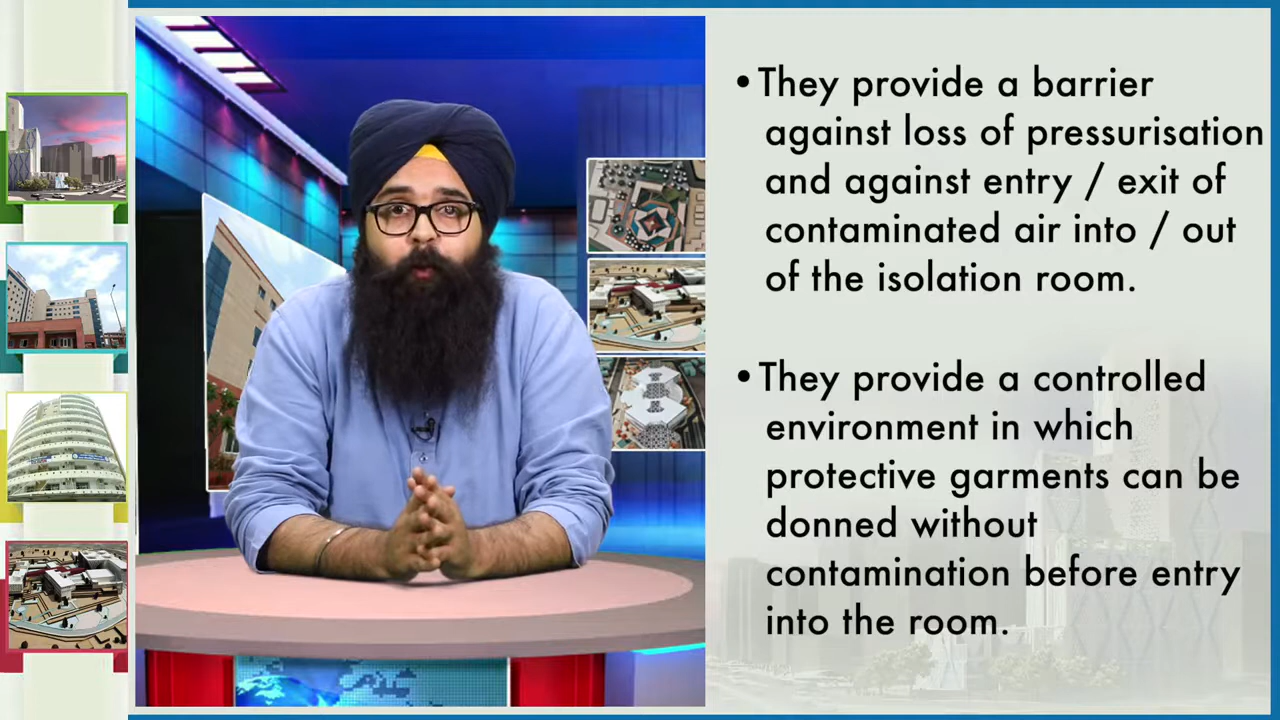 •They provide a barrier
against loss of pressurisation
and against entry / exit of
contaminated air into / out
of the isolation room.
•They provide a controlled
environment in which
protective garments can be
donned without
contamination before entry
into the room.